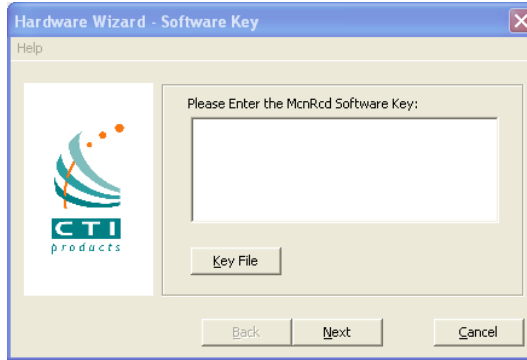 Hardware Wizard - Software Key
Help
Please Enter the McnRcd Software Key:
CTI
products
Key File
Back Next Cancel